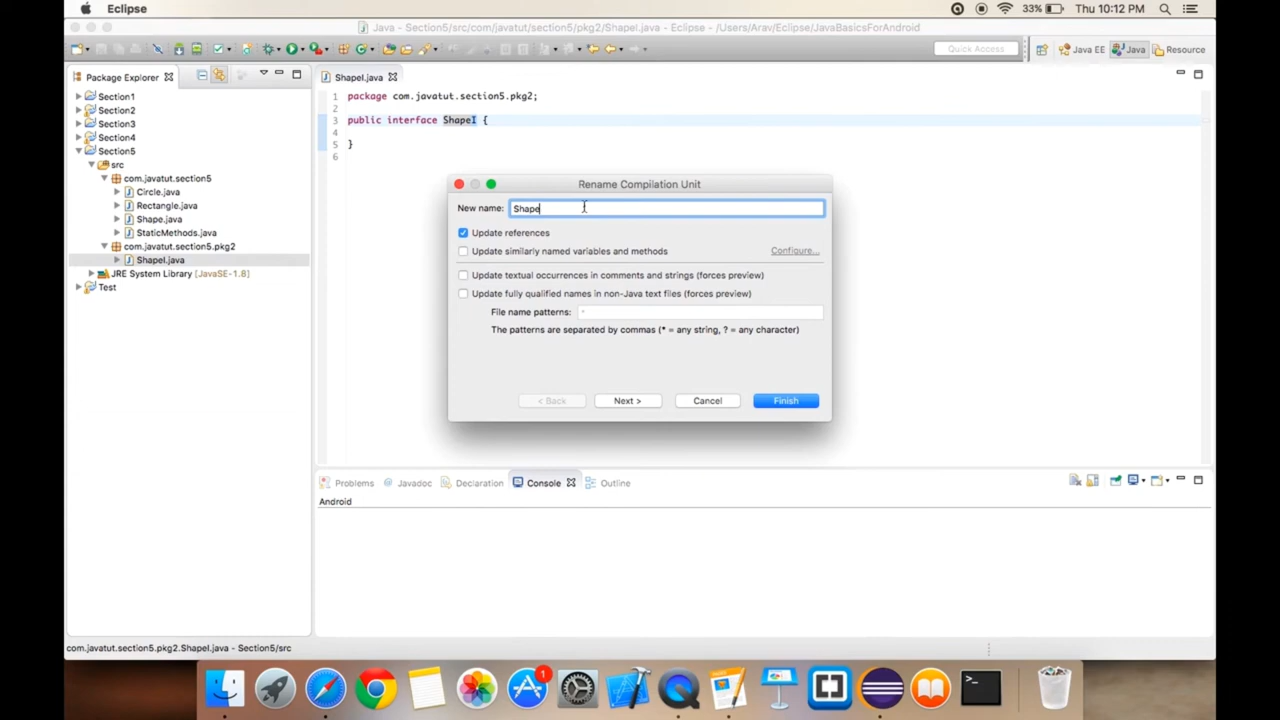 Eclipse
33%
Thu 10:12 PM
Java - Section5/src/com/javatut/section5/pkg2/ShapeI.java - Eclipse - /Users/Arav/Eclipse/JavaBasicsForAndroid
Quick Access
Java EE
Java
Resource
Package Explorer
ShapeI.java
Section1
Section2
Section3
Section4
Section5
src
com.javatut.section5
Circle.java
Rectangle.java
Shape.java
StaticMethods.java
com.javatut.section5.pkg2
ShapeI.java
JRE System Library [JavaSE-1.8]
Test
1 package com.javatut.section5.pkg2;
2
3 public interface ShapeI {
4
5 }
6
Rename Compilation Unit
New name: Shape
Update references
Update similarly named variables and methods
Configure...
Update textual occurrences in comments and strings (forces preview)
Update fully qualified names in non-Java text files (forces preview)
File name patterns: *
The patterns are separated by commas (* = any string, ? = any character)
< Back
Next >
Cancel
Finish
Problems
Javadoc
Declaration
Console
Outline
Android
com.javatut.section5.pkg2.ShapeI.java - Section5/src
1
>_